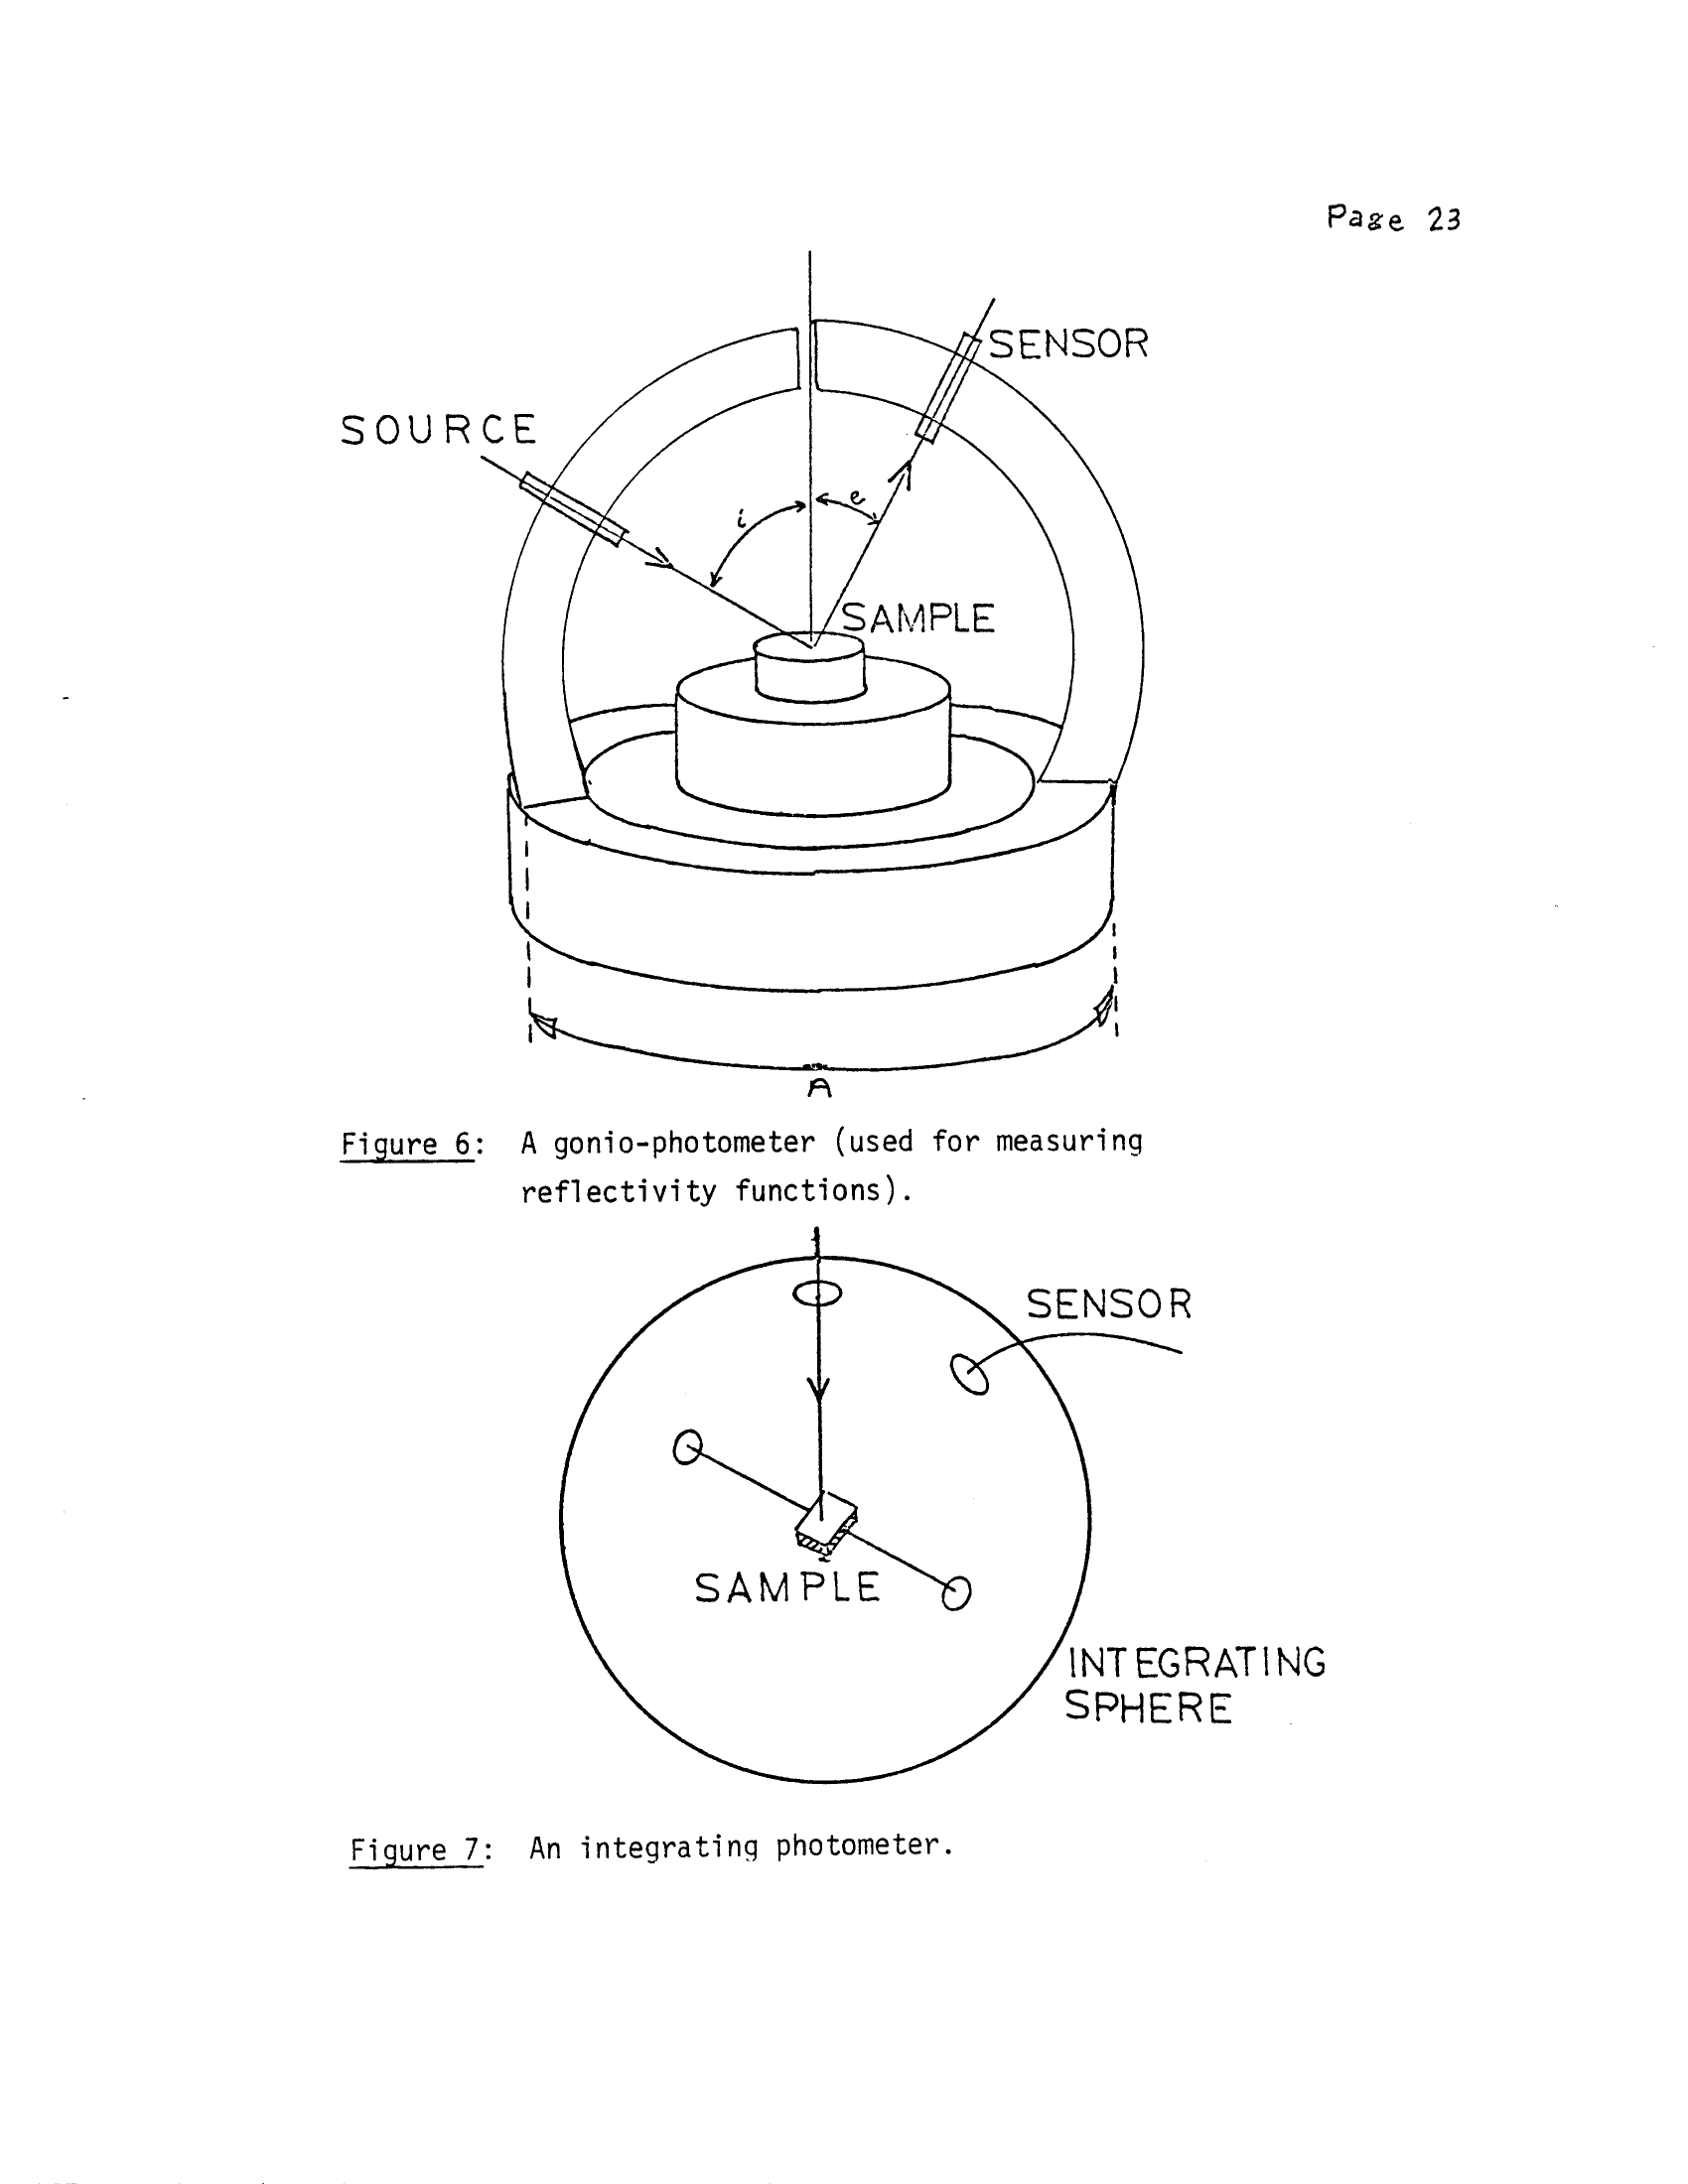 Page 23
SENSOR
SOURCE
i
e
SAMPLE
A
Figure 6: A gonio-photometer (used for measuring
reflectivity functions).
SENSOR
SAMPLE
INTEGRATING
SPHERE
Figure 7: An integrating photometer.